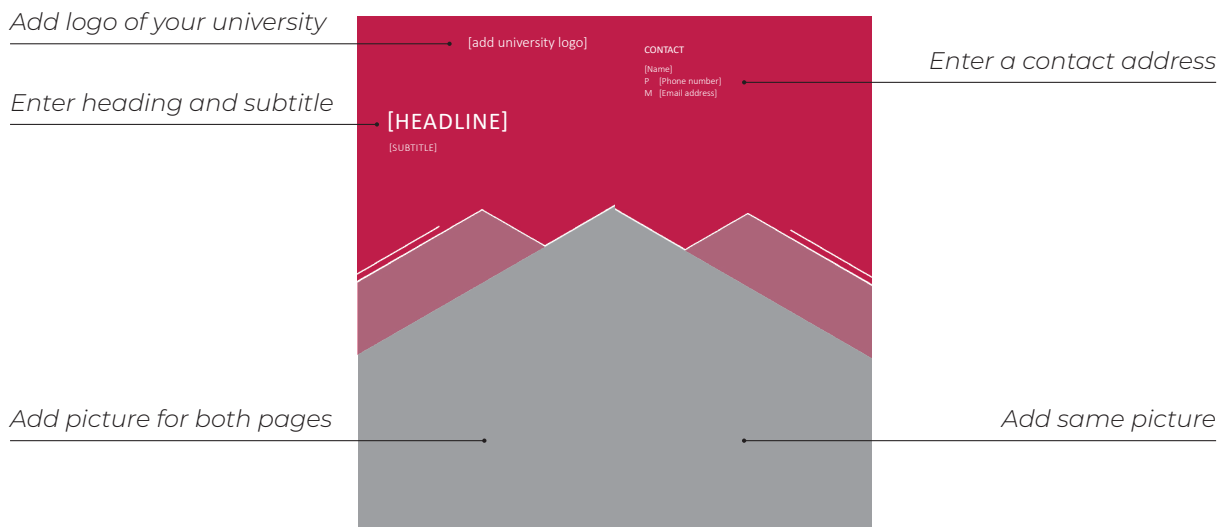 Add logo of your university
[add university logo]
CONTACT
[Name]
P [Phone number]
M [Email address]
Enter a contact address
Enter heading and subtitle
[HEADLINE]
[SUBTITLE]
Add picture for both pages
Add same picture